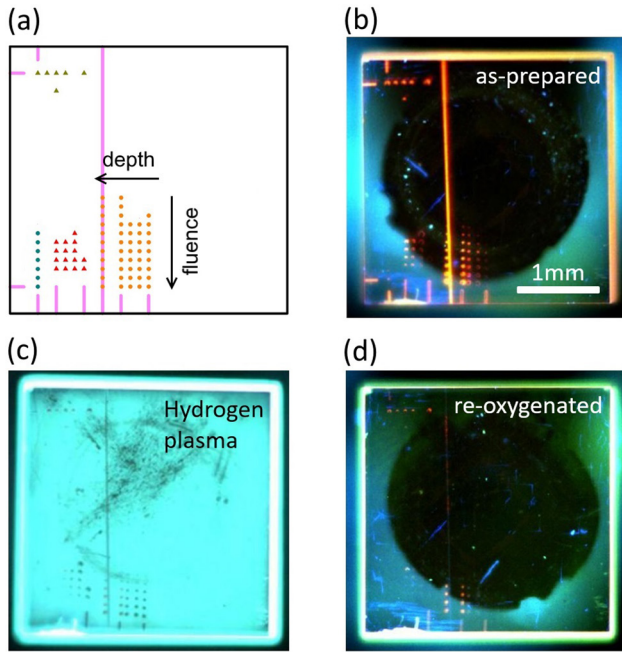 (a)
depth
fluence
(b)
as-prepared
1mm
(c)
Hydrogen
plasma
(d)
re-oxygenated